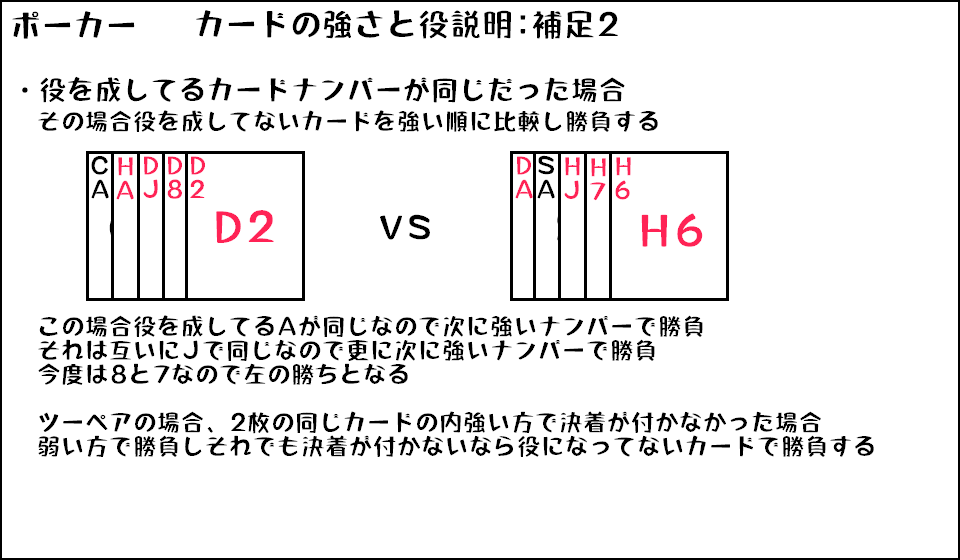 ポーカー　　カードの強さと役説明:補足2
・役を成してるカードナンバーが同じだった場合
その場合役を成してないカードを強い順に比較し勝負する
C H D D D
A A J 8 2
D2
VS
D S H H H
A A J 7 6
H6
この場合役を成してるAが同じなので次に強いナンバーで勝負
それは互いにJで同じなので更に次に強いナンバーで勝負
今度は8と7なので左の勝ちとなる
ツーペアの場合、2枚の同じカードの内強い方で決着が付かなかった場合
弱い方で勝負しそれでも決着が付かないなら役になってないカードで勝負する